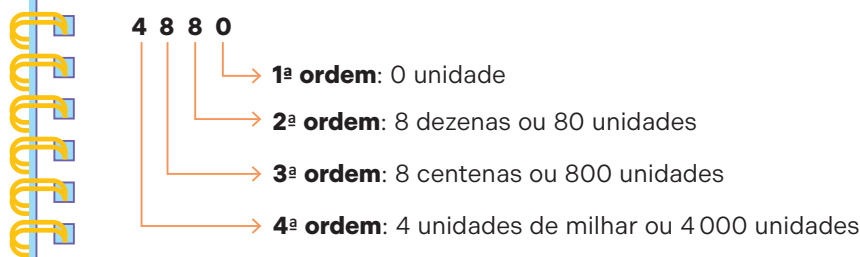 4 8 8 0
1ª ordem: 0 unidade
2ª ordem: 8 dezenas ou 80 unidades
3ª ordem: 8 centenas ou 800 unidades
4ª ordem: 4 unidades de milhar ou 4 000 unidades